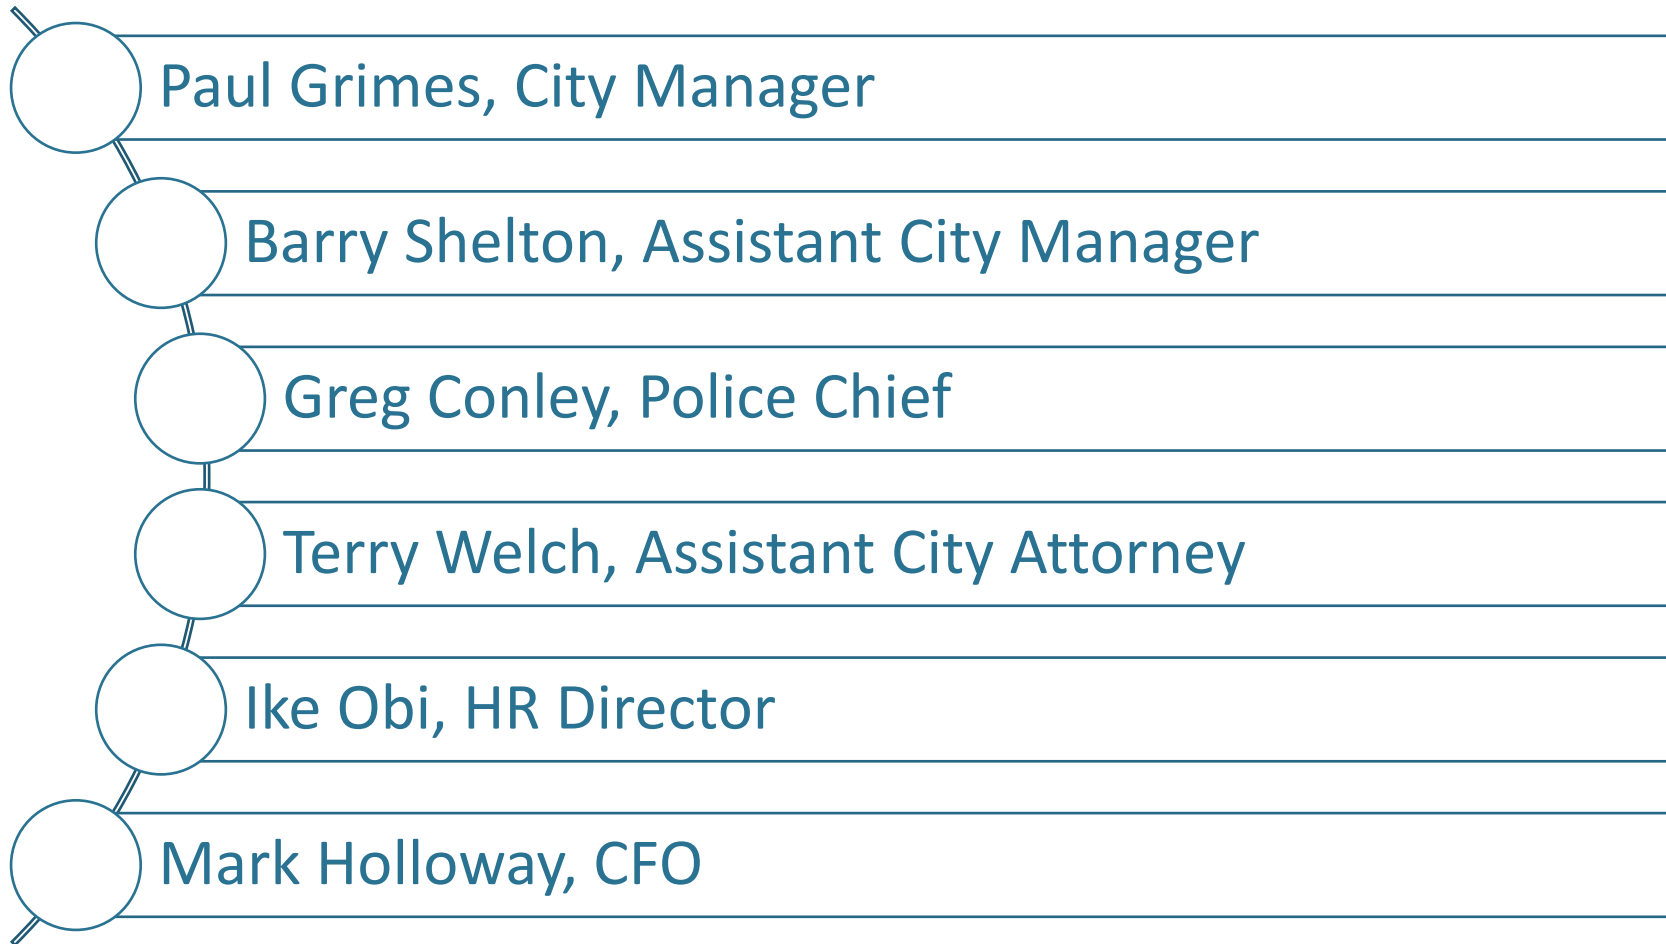 Paul Grimes, City Manager
Barry Shelton, Assistant City Manager
Greg Conley, Police Chief
Terry Welch, Assistant City Attorney
Ike Obi, HR Director
Mark Holloway, CFO